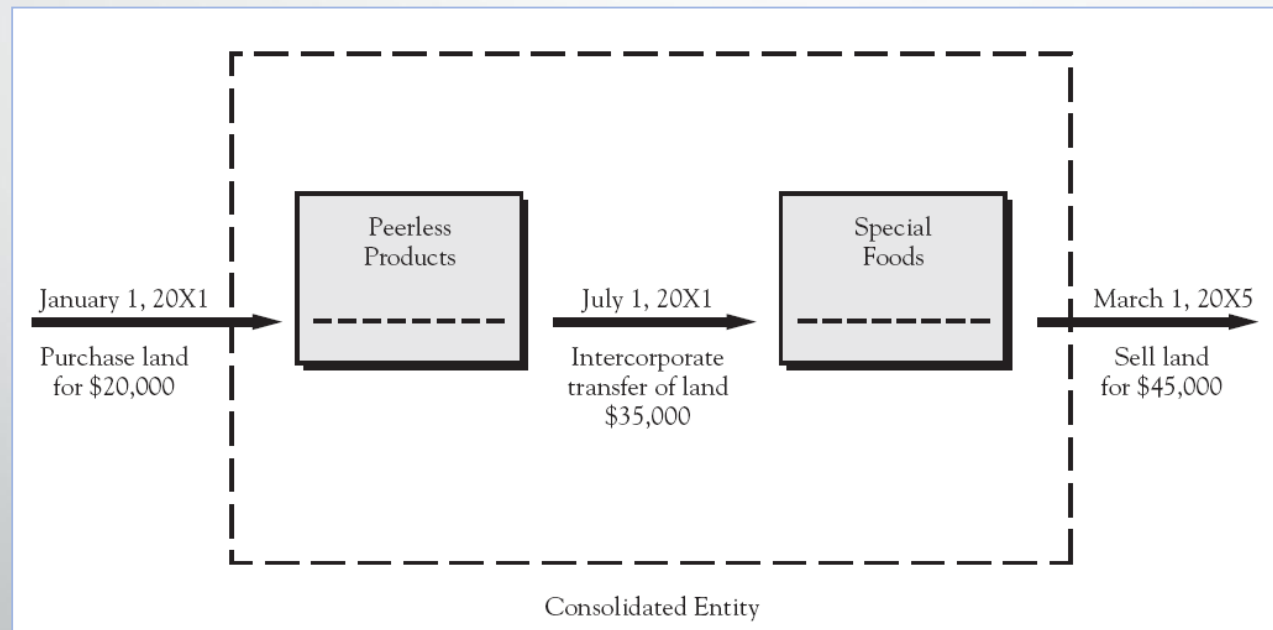 Peerless
Products
Special
Foods
January 1, 20X1
Purchase land
for $20,000
July 1, 20X1
Intercorporate
transfer of land
$35,000
March 1, 20X5
Sell land
for $45,000
Consolidated Entity